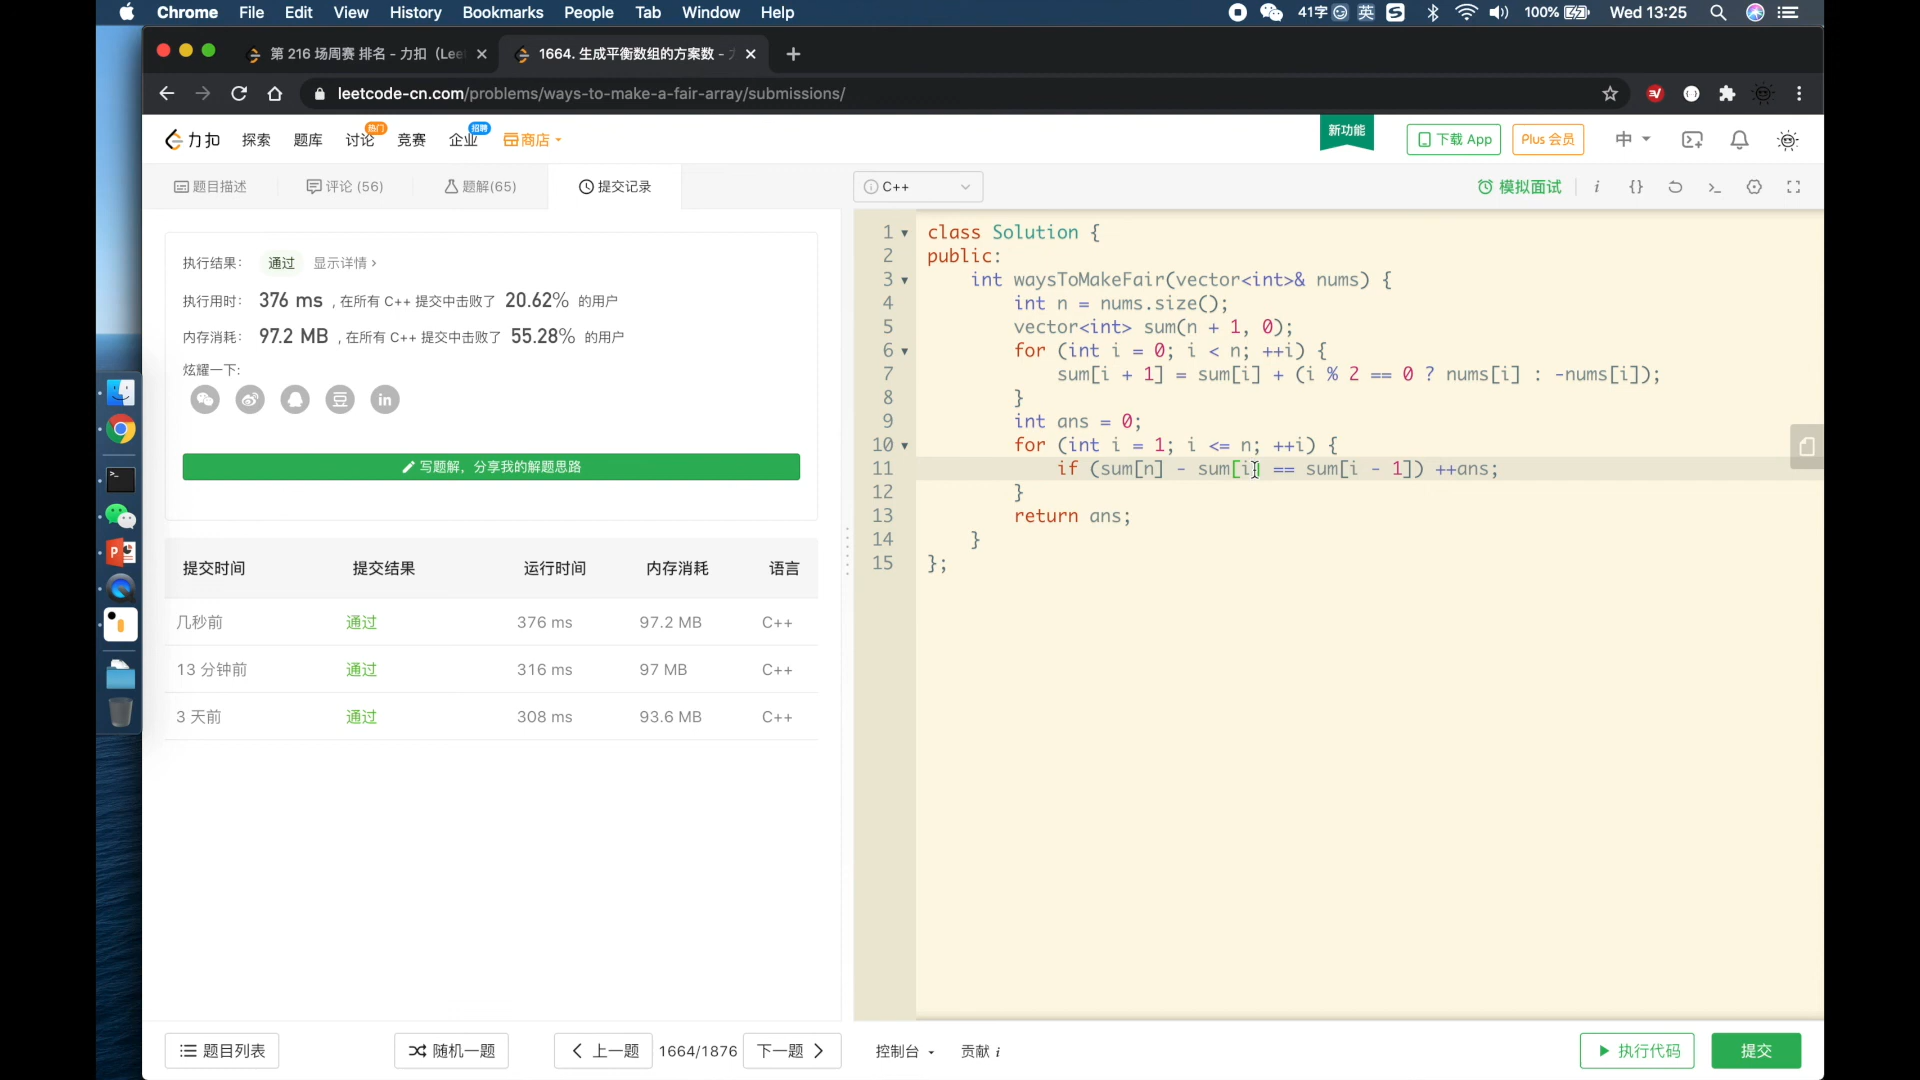 Chrome File Edit View History Bookmarks People Tab Window Help 41字 英 100% Wed 13:25
第 216 场周赛 排名 - 力扣（Lee 1664. 生成平衡数组的方案数 -
leetcode-cn.com/problems/ways-to-make-a-fair-array/submissions/
力扣 探索 题库 讨论 热门 竞赛 企业 招聘 商店 新功能 下载 App Plus 会员 中
题目描述 评论 (56) 题解(65) 提交记录
C++ 模拟面试
执行结果： 通过 显示详情 >
执行用时： 376 ms , 在所有 C++ 提交中击败了 20.62% 的用户
内存消耗： 97.2 MB , 在所有 C++ 提交中击败了 55.28% 的用户
炫耀一下:
豆 in
写题解，分享我的解题思路
提交时间 提交结果 运行时间 内存消耗 语言
几秒前 通过 376 ms 97.2 MB C++
13 分钟前 通过 316 ms 97 MB C++
3 天前 通过 308 ms 93.6 MB C++
1 class Solution {
2 public:
3 int waysToMakeFair(vector<int>& nums) {
4 int n = nums.size();
5 vector<int> sum(n + 1, 0);
6 for (int i = 0; i < n; ++i) {
7 sum[i + 1] = sum[i] + (i % 2 == 0 ? nums[i] : -nums[i]);
8 }
9 int ans = 0;
10 for (int i = 1; i <= n; ++i) {
11 if (sum[n] - sum[i] == sum[i - 1]) ++ans;
12 }
13 return ans;
14 }
15 };
题目列表 随机一题 上一题 1664/1876 下一题 控制台 贡献 i 执行代码 提交